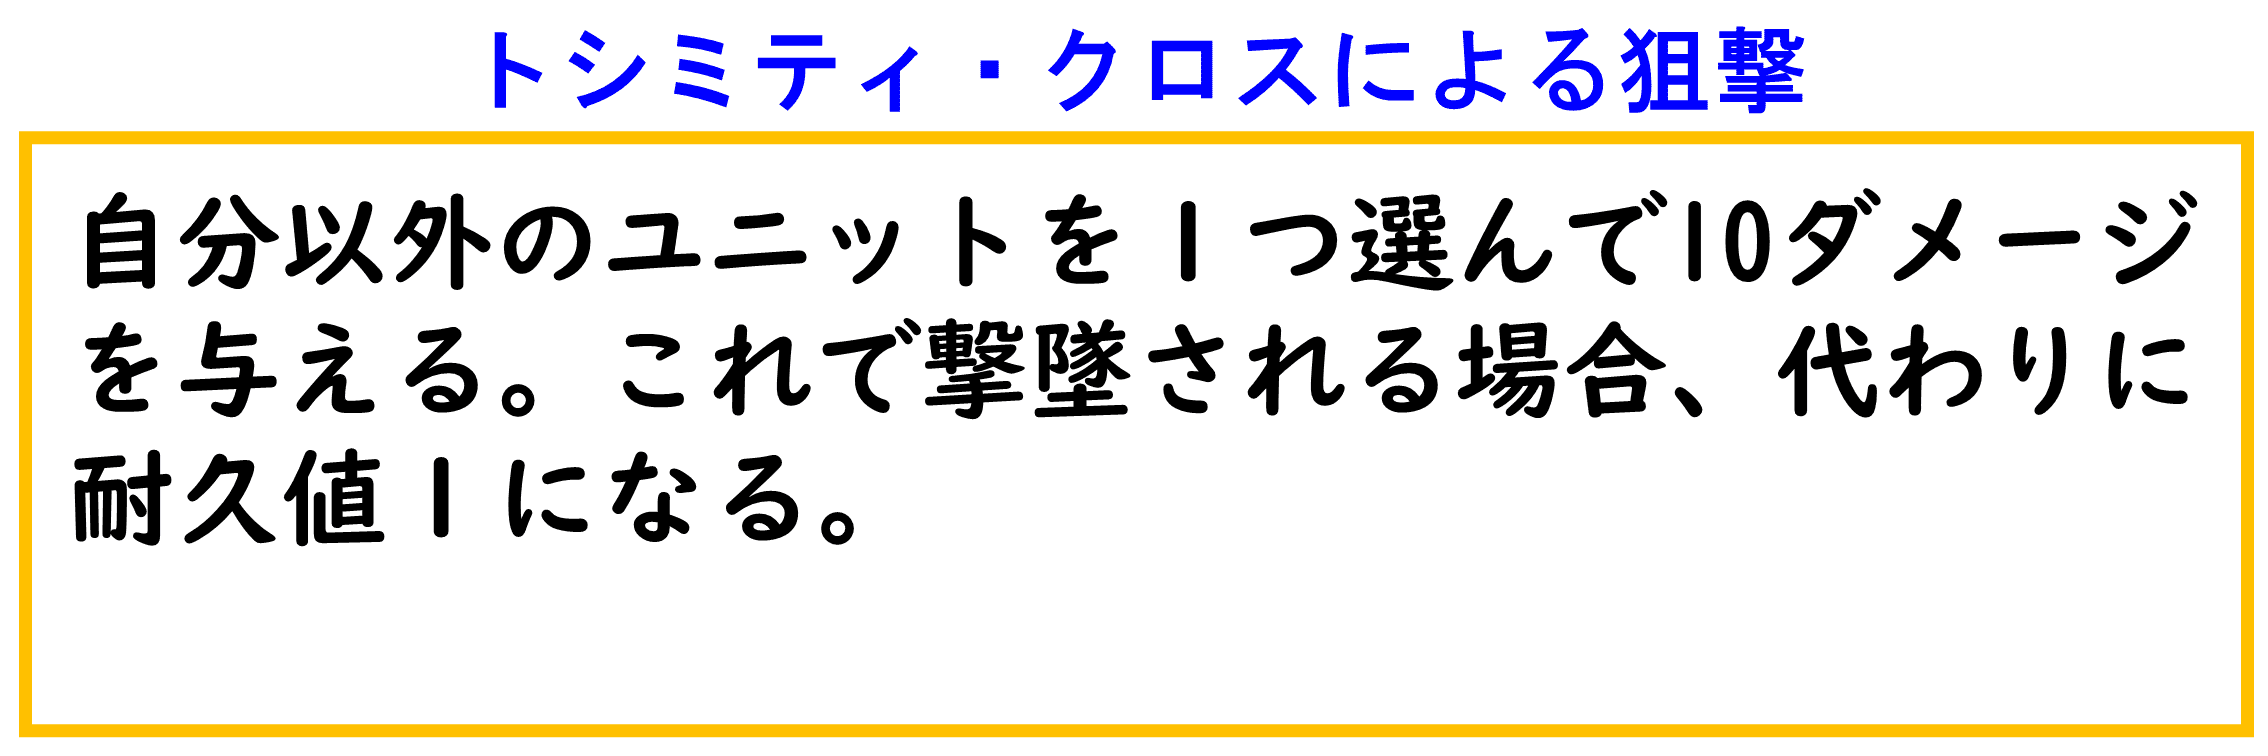 トシミティ・クロスによる狙撃
自分以外のユニットを１つ選んで10ダメージ
を与える。これで撃墜される場合、代わりに
耐久値１になる。